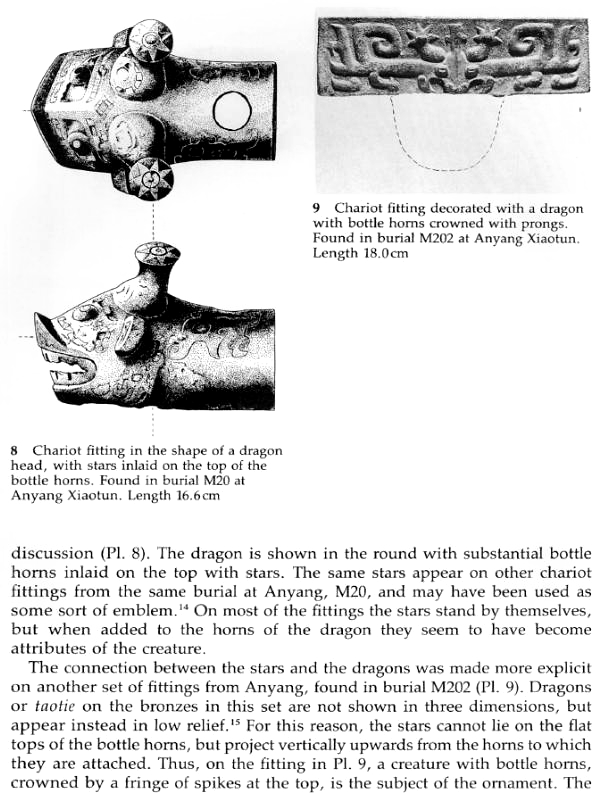 9 Chariot fitting decorated with a dragon
with bottle horns crowned with prongs.
Found in burial M202 at Anyang Xiaotun.
Length 18.0cm
8 Chariot fitting in the shape of a dragon
head, with stars inlaid on the top of the
bottle horns. Found in burial M20 at
Anyang Xiaotun. Length 16.6cm
discussion (Pl. 8). The dragon is shown in the round with substantial bottle
horns inlaid on the top with stars. The same stars appear on other chariot
fittings from the same burial at Anyang, M20, and may have been used as
some sort of emblem.¹⁴ On most of the fittings the stars stand by themselves,
but when added to the horns of the dragon they seem to have become
attributes of the creature.
The connection between the stars and the dragons was made more explicit
on another set of fittings from Anyang, found in burial M202 (Pl. 9). Dragons
or taotie on the bronzes in this set are not shown in three dimensions, but
appear instead in low relief.¹⁵ For this reason, the stars cannot lie on the flat
tops of the bottle horns, but project vertically upwards from the horns to which
they are attached. Thus, on the fitting in Pl. 9, a creature with bottle horns,
crowned by a fringe of spikes at the top, is the subject of the ornament. The